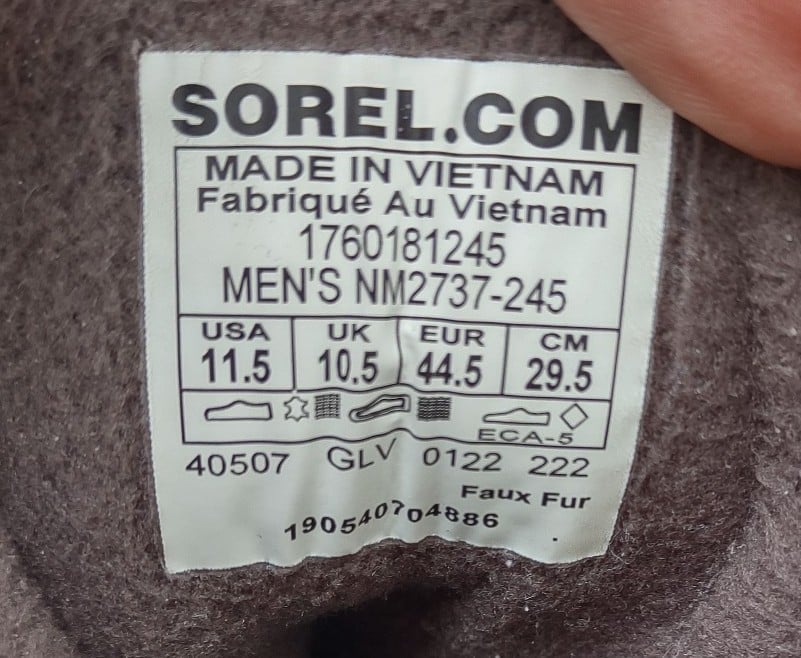 SOREL.COM
MADE IN VIETNAM
Fabriqué Au Vietnam
1760181245
MEN'S NM2737-245
USA UK EUR CM
11.5 10.5 44.5 29.5
ECA-5
40507 GLV 0122 222
Faux Fur
190540704886